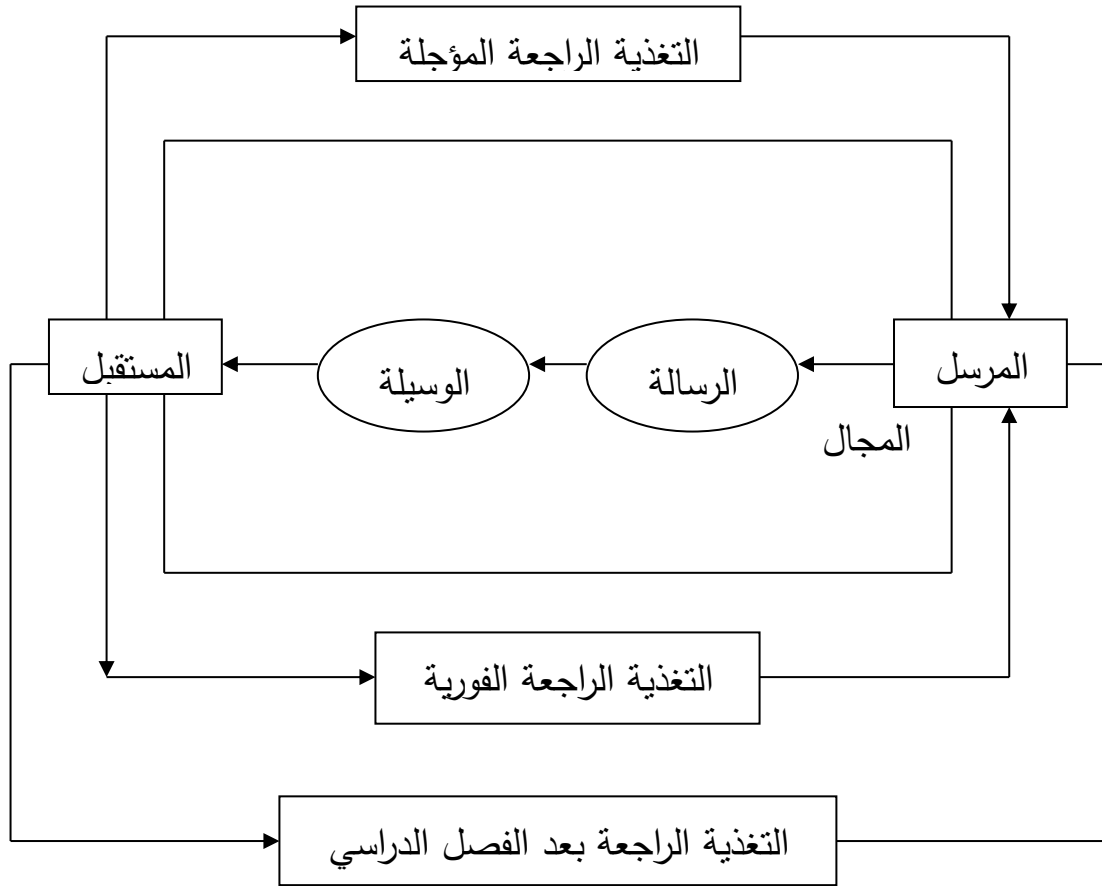 التغذية الراجعة المؤجلة
المرسل
الرسالة
الوسيلة
المستقبل
المجال
التغذية الراجعة الفورية
التغذية الراجعة بعد الفصل الدراسي